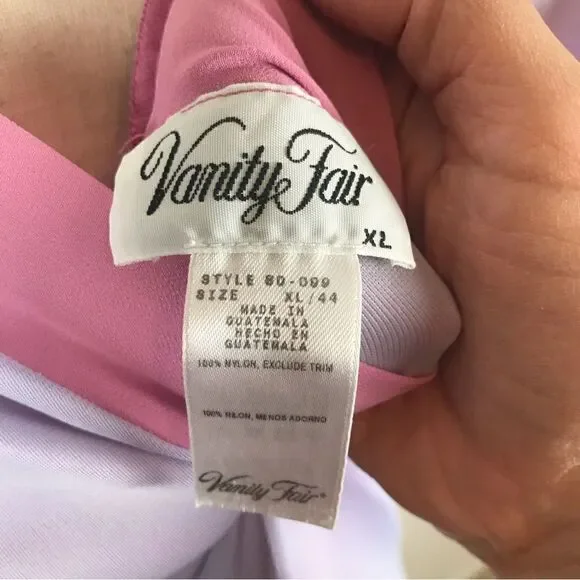 Vanity Fair
XL
STYLE 80-099
SIZE XL/44
MADE IN
GUATEMALA
HECHO EN
GUATEMALA
100% NYLON, EXCLUDE TRIM
100% NILON, MENOS ADORNO
Vanity Fair®